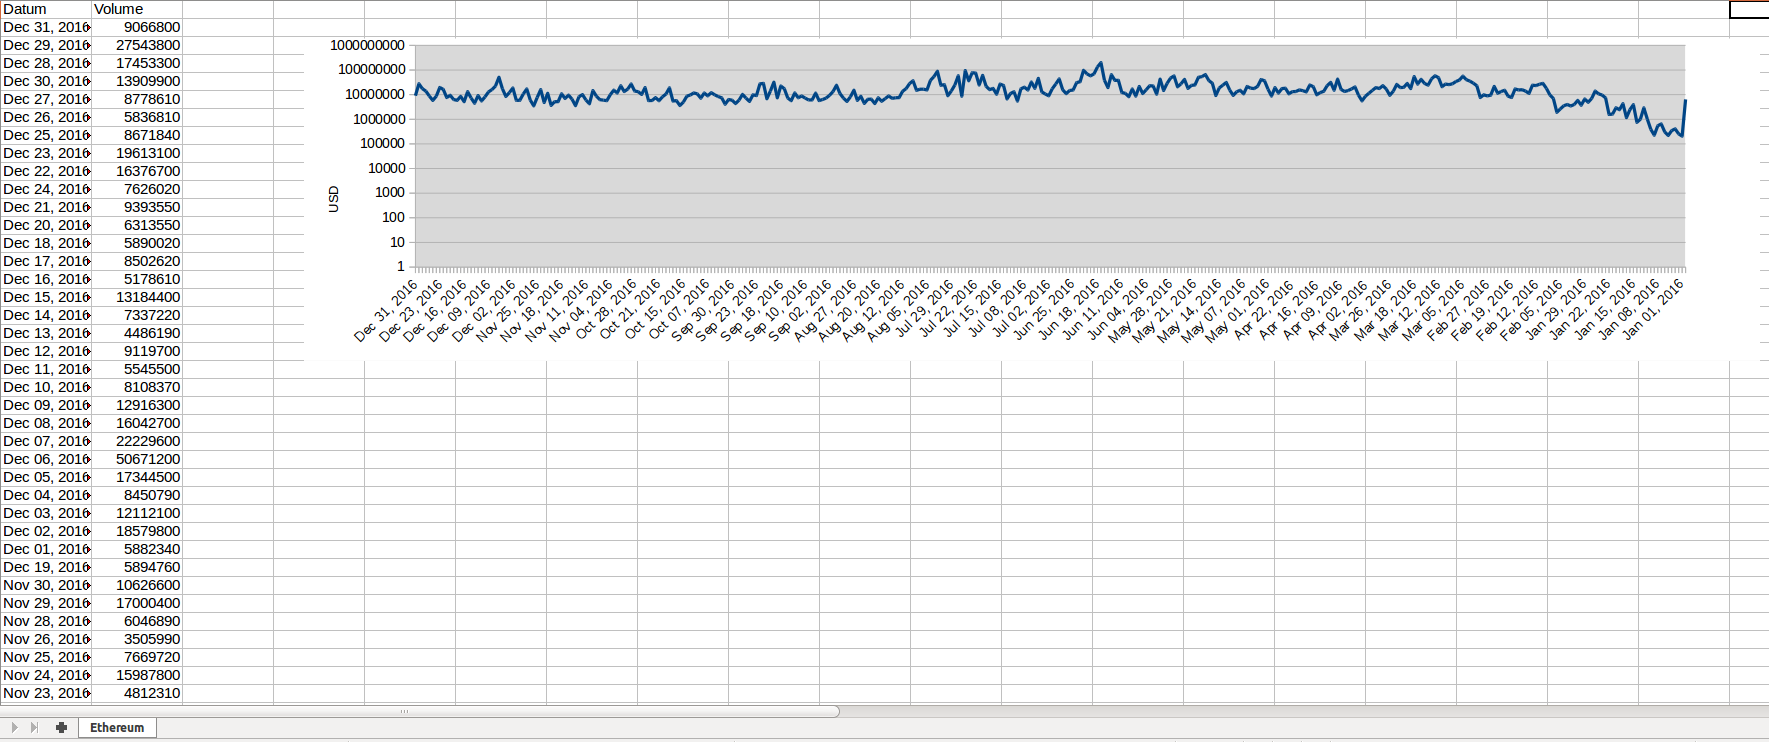 Datum Volume
Dec 31, 2016 9066800
Dec 29, 2016 27543800
Dec 28, 2016 17453300
Dec 30, 2016 13909900
Dec 27, 2016 8778610
Dec 26, 2016 5836810
Dec 25, 2016 8671840
Dec 23, 2016 19613100
Dec 22, 2016 16376700
Dec 24, 2016 7626020
Dec 21, 2016 9393550
Dec 20, 2016 6313550
Dec 18, 2016 5890020
Dec 17, 2016 8502620
Dec 16, 2016 5178610
Dec 15, 2016 13184400
Dec 14, 2016 7337220
Dec 13, 2016 4486190
Dec 12, 2016 9119700
Dec 11, 2016 5545500
Dec 10, 2016 8108370
Dec 09, 2016 12916300
Dec 08, 2016 16042700
Dec 07, 2016 22229600
Dec 06, 2016 50671200
Dec 05, 2016 17344500
Dec 04, 2016 8450790
Dec 03, 2016 12112100
Dec 02, 2016 18579800
Dec 01, 2016 5882340
Dec 19, 2016 5894760
Nov 30, 2016 10626600
Nov 29, 2016 17000400
Nov 28, 2016 6046890
Nov 26, 2016 3505990
Nov 25, 2016 7669720
Nov 24, 2016 15987800
Nov 23, 2016 4812310
1000000000
100000000
10000000
1000000
100000
10000
1000
100
10
1
USD
Dec 31, 2016
Dec 23, 2016
Dec 16, 2016
Dec 09, 2016
Dec 02, 2016
Nov 25, 2016
Nov 18, 2016
Nov 11, 2016
Nov 04, 2016
Oct 28, 2016
Oct 21, 2016
Oct 15, 2016
Oct 07, 2016
Sep 30, 2016
Sep 23, 2016
Sep 18, 2016
Sep 10, 2016
Sep 02, 2016
Aug 27, 2016
Aug 20, 2016
Aug 12, 2016
Aug 05, 2016
Jul 29, 2016
Jul 22, 2016
Jul 15, 2016
Jul 08, 2016
Jul 02, 2016
Jun 25, 2016
Jun 18, 2016
Jun 11, 2016
Jun 04, 2016
May 28, 2016
May 21, 2016
May 14, 2016
May 07, 2016
May 01, 2016
Apr 22, 2016
Apr 16, 2016
Apr 09, 2016
Apr 02, 2016
Mar 26, 2016
Mar 18, 2016
Mar 12, 2016
Mar 05, 2016
Feb 27, 2016
Feb 19, 2016
Feb 12, 2016
Feb 05, 2016
Jan 29, 2016
Jan 22, 2016
Jan 15, 2016
Jan 08, 2016
Jan 01, 2016
Ethereum